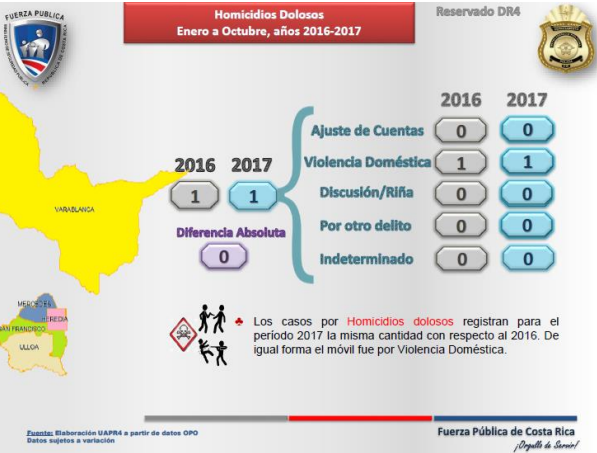 FUERZA PUBLICA
Homicidios Dolosos
Enero a Octubre, años 2016-2017
Reservado DR4
2016 2017
Ajuste de Cuentas 0 0
Violencia Doméstica 1 1
Discusión/Riña 0 0
Por otro delito 0 0
Indeterminado 0 0
2016 2017
1 1
Diferencia Absoluta
0
VARABLANCA
MERCEDES
HEREDIA
SAN FRANCISCO
ULLOA
Los casos por Homicidios dolosos registran para el
período 2017 la misma cantidad con respecto al 2016. De
igual forma el móvil fue por Violencia Doméstica.
Fuente: Elaboración UAPR4 a partir de datos OPO
Datos sujetos a variación
Fuerza Pública de Costa Rica
¡Orgullo de Servir!